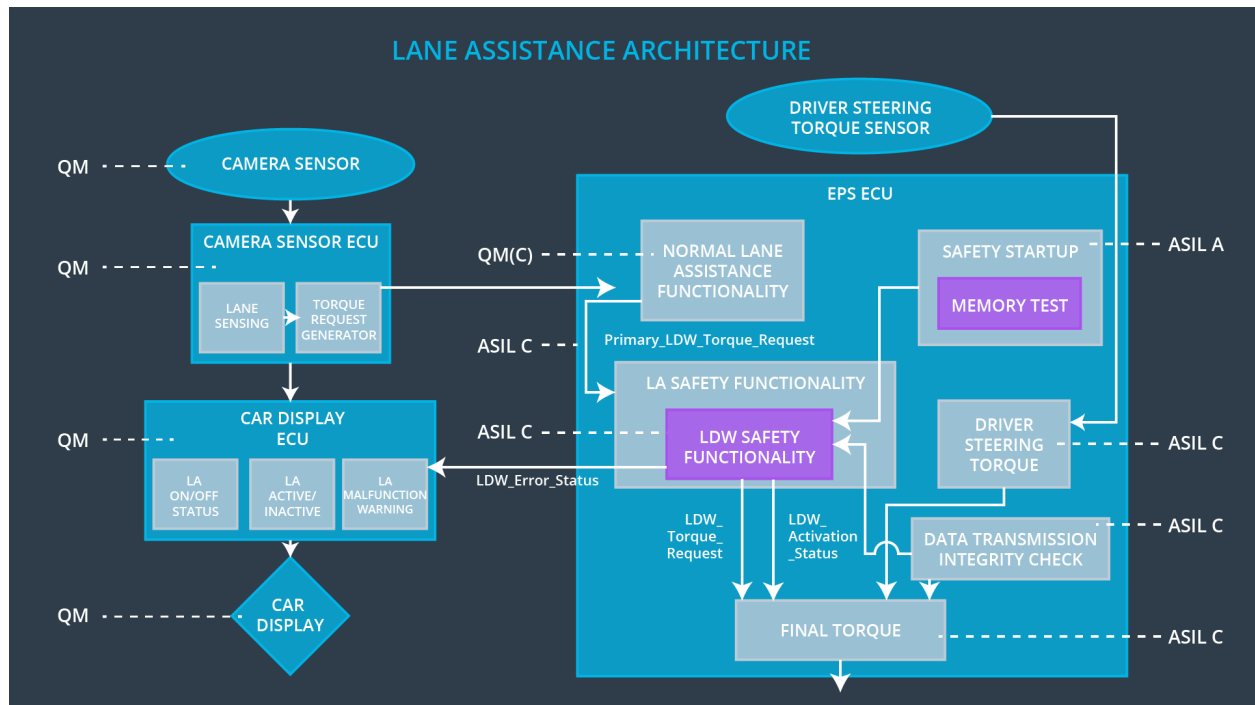 LANE ASSISTANCE ARCHITECTURE
DRIVER STEERING
TORQUE SENSOR
QM
CAMERA SENSOR
EPS ECU
CAMERA SENSOR ECU
QM
LANE
SENSING
TORQUE
REQUEST
GENERATOR
QM(C)
NORMAL LANE
ASSISTANCE
FUNCTIONALITY
SAFETY STARTUP
MEMORY TEST
ASIL A
ASIL C
Primary_LDW_Torque_Request
LA SAFETY FUNCTIONALITY
CAR DISPLAY
ECU
QM
LA
ON/OFF
STATUS
LA
ACTIVE/
INACTIVE
LA
MALFUNCTION
WARNING
ASIL C
LDW SAFETY
FUNCTIONALITY
LDW_Error_Status
DRIVER
STEERING
TORQUE
ASIL C
LDW_
Torque_
Request
LDW_
Activation
_Status
DATA TRANSMISSION
INTEGRITY CHECK
ASIL C
QM
CAR
DISPLAY
FINAL TORQUE
ASIL C